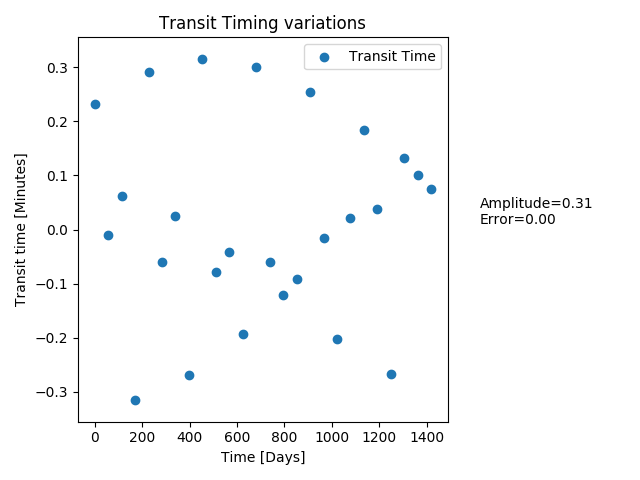 Transit Timing variations
Transit Time
0.3
0.2
0.1
0.0
−0.1
−0.2
−0.3
Transit time [Minutes]
Amplitude=0.31
Error=0.00
0 200 400 600 800 1000 1200 1400
Time [Days]